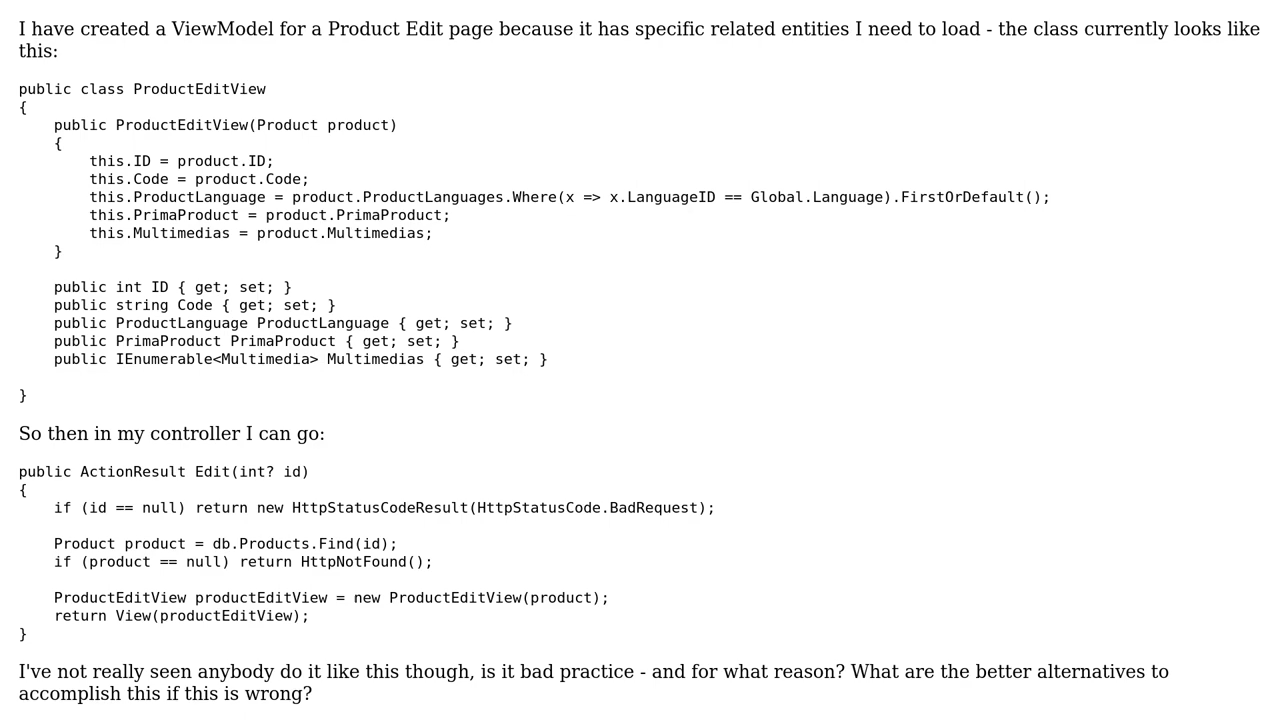 I have created a ViewModel for a Product Edit page because it has specific related entities I need to load - the class currently looks like
this:
public class ProductEditView
{
    public ProductEditView(Product product)
    {
        this.ID = product.ID;
        this.Code = product.Code;
        this.ProductLanguage = product.ProductLanguages.Where(x => x.LanguageID == Global.Language).FirstOrDefault();
        this.PrimaProduct = product.PrimaProduct;
        this.Multimedias = product.Multimedias;
    }
    public int ID { get; set; }
    public string Code { get; set; }
    public ProductLanguage ProductLanguage { get; set; }
    public PrimaProduct PrimaProduct { get; set; }
    public IEnumerable<Multimedia> Multimedias { get; set; }
}
So then in my controller I can go:
public ActionResult Edit(int? id)
{
    if (id == null) return new HttpStatusCodeResult(HttpStatusCode.BadRequest);
    Product product = db.Products.Find(id);
    if (product == null) return HttpNotFound();
    ProductEditView productEditView = new ProductEditView(product);
    return View(productEditView);
}
I've not really seen anybody do it like this though, is it bad practice - and for what reason? What are the better alternatives to
accomplish this if this is wrong?